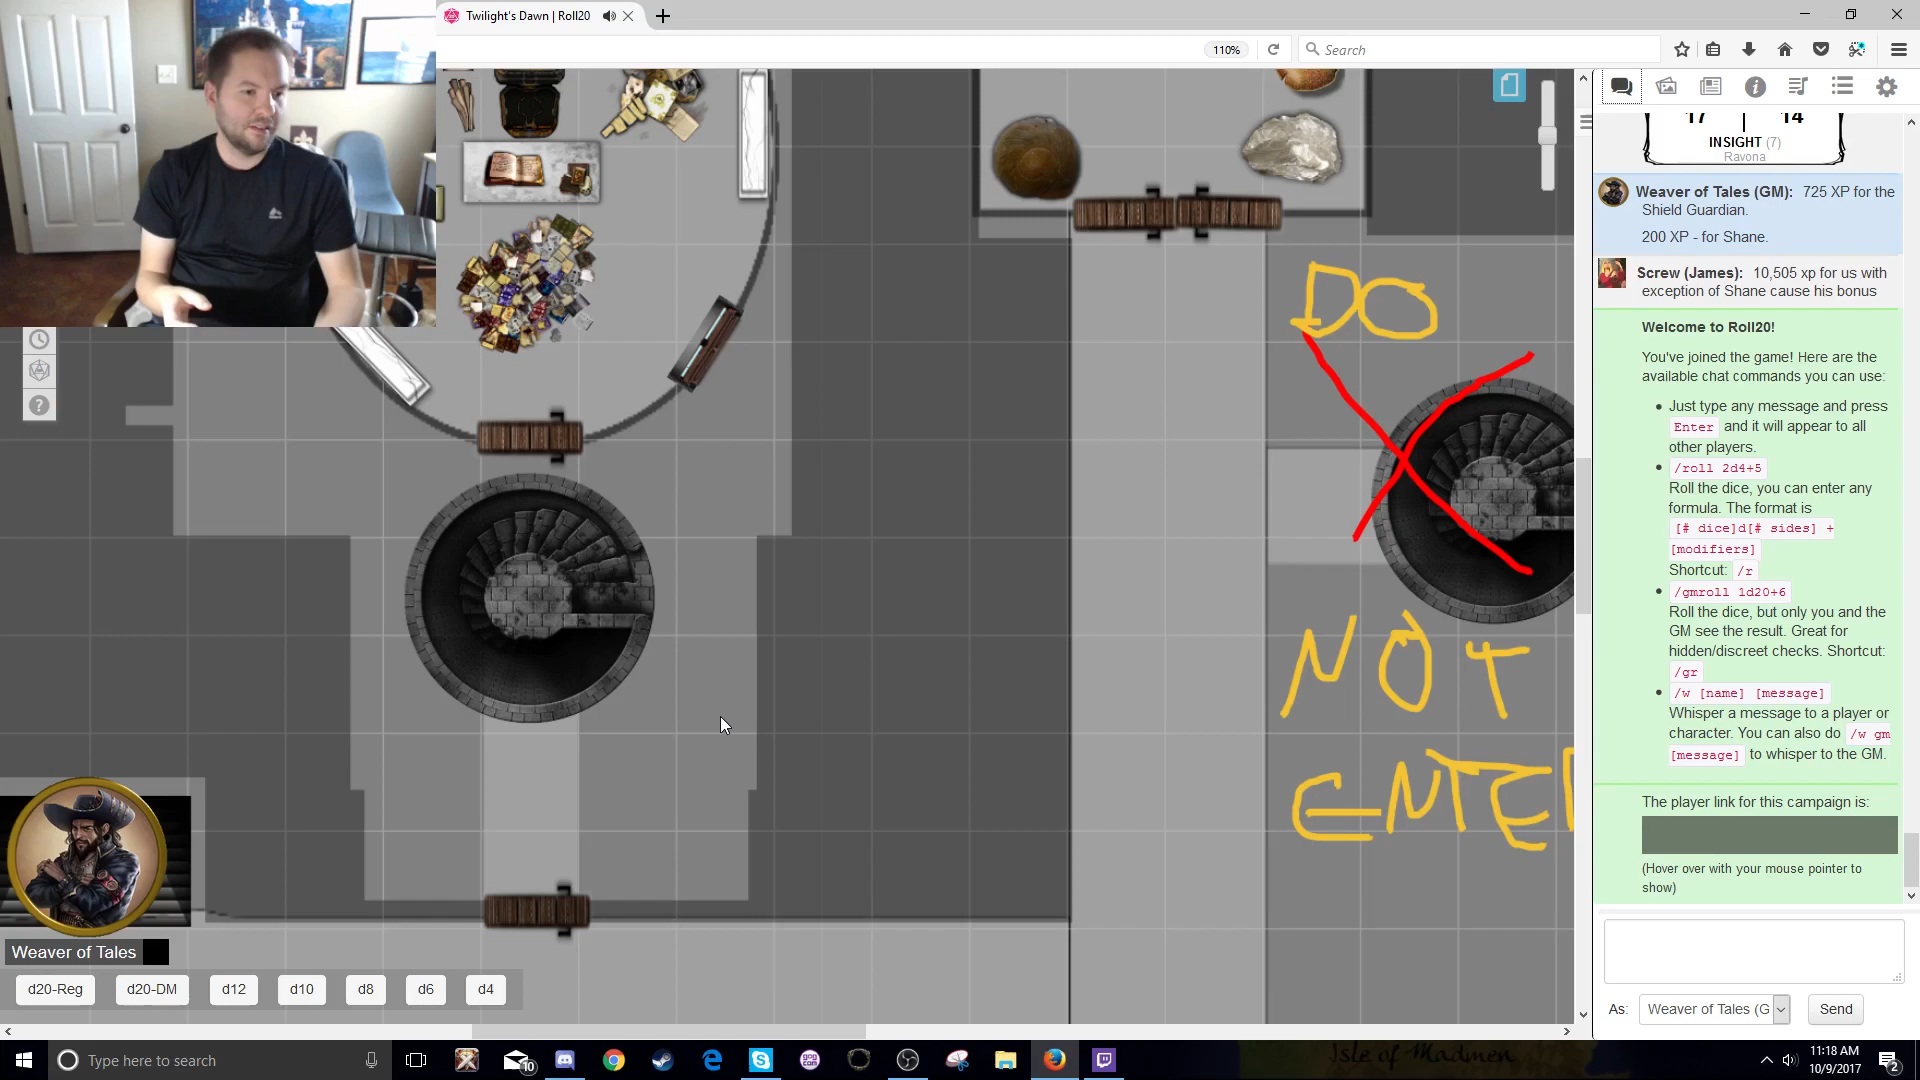 Twilight's Dawn | Roll20
110%
Search
17 14
INSIGHT (7)
Ravona
Weaver of Tales (GM): 725 XP for the
Shield Guardian.
200 XP - for Shane.
Screw (James): 10,505 xp for us with
exception of Shane cause his bonus
Welcome to Roll20!
You've joined the game! Here are the
available chat commands you can use:
Just type any message and press
Enter and it will appear to all
other players.
/roll 2d4+5
Roll the dice, you can enter any
formula. The format is
[# dice]d[# sides] +
[modifiers]
Shortcut: /r
/gmroll 1d20+6
Roll the dice, but only you and the
GM see the result. Great for
hidden/discreet checks. Shortcut:
/gr
/w [name] [message]
Whisper a message to a player or
character. You can also do /w gm
[message] to whisper to the GM.
The player link for this campaign is:
(Hover over with your mouse pointer to
show)
As: Weaver of Tales (G
Send
DO
NOT
ENTER
Weaver of Tales
d20-Reg d20-DM d12 d10 d8 d6 d4
Type here to search
10
gog
com
Isle of Madmen
11:18 AM
10/9/2017
2